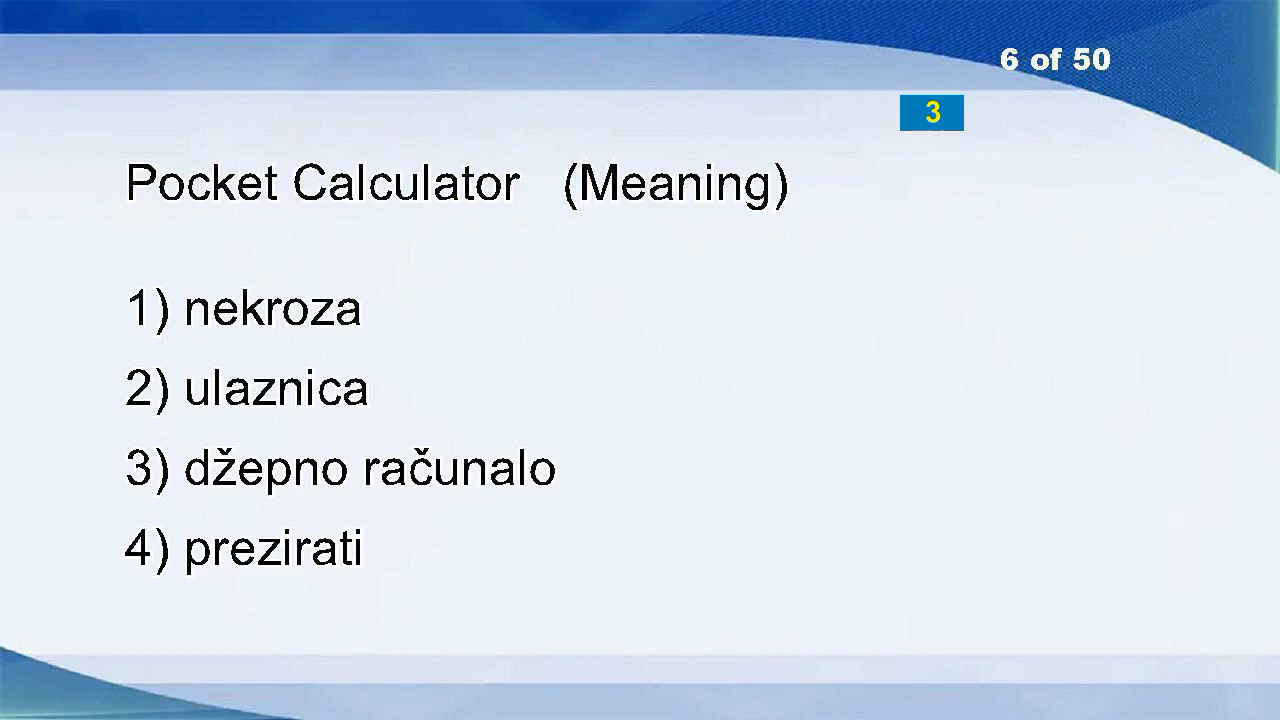 6 of 50
3
Pocket Calculator (Meaning)
1) nekroza
2) ulaznica
3) džepno računalo
4) prezirati